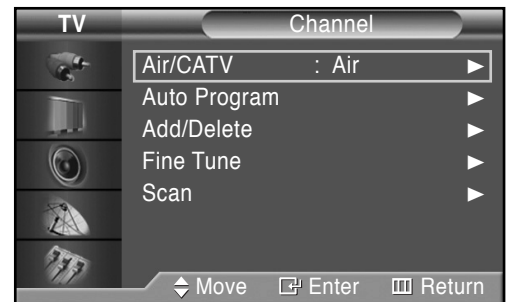 TV Channel
Air/CATV : Air
Auto Program
Add/Delete
Fine Tune
Scan
Move Enter Return